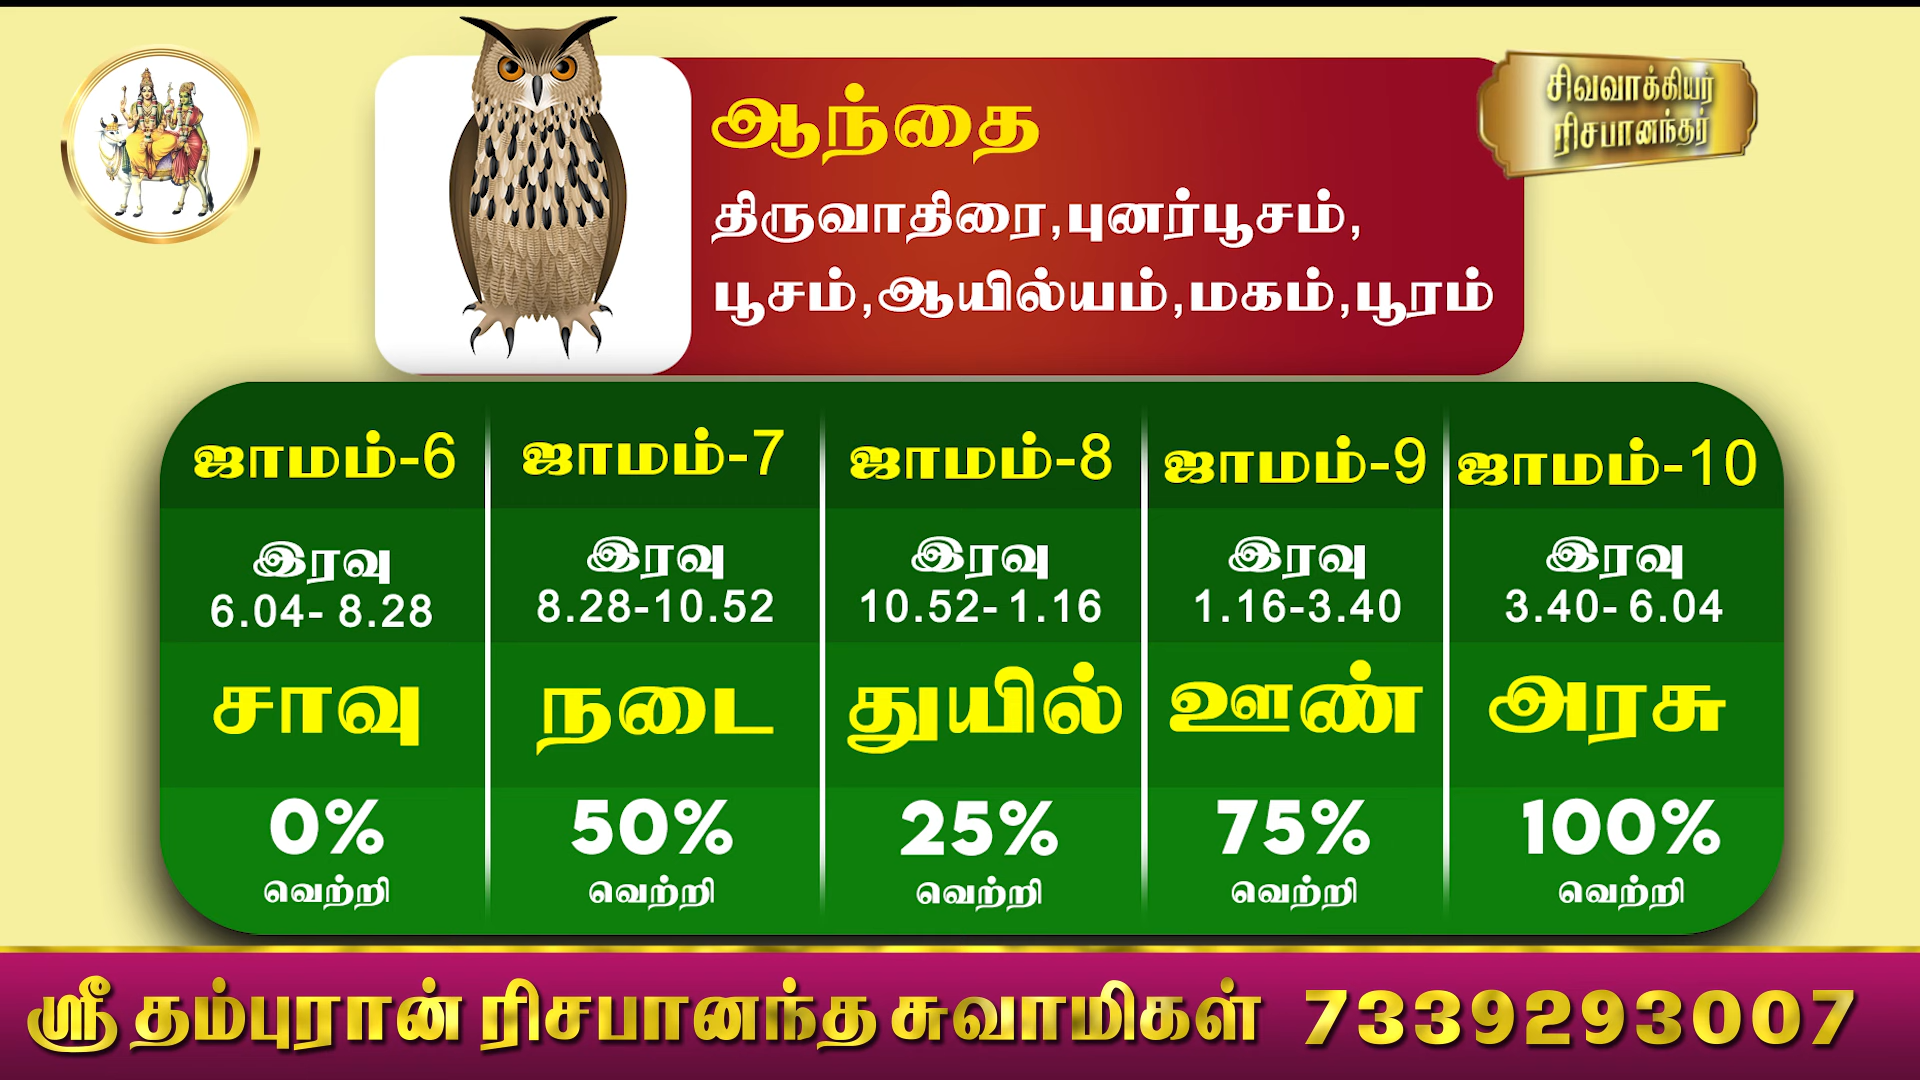 ஆந்தை
சிவவாக்கியர்
ரிசபானந்தர்
திருவாதிரை,புனர்பூசம்,
பூசம்,ஆயில்யம்,மகம்,பூரம்
ஜாமம்-6 ஜாமம்-7 ஜாமம்-8 ஜாமம்-9 ஜாமம்-10
இரவு இரவு இரவு இரவு இரவு
6.04- 8.28 8.28-10.52 10.52- 1.16 1.16-3.40 3.40- 6.04
சாவு நடை துயில் ஊண் அரசு
0% 50% 25% 75% 100%
வெற்றி வெற்றி வெற்றி வெற்றி வெற்றி
ஸ்ரீ தம்புரான் ரிசபானந்த சுவாமிகள் 7339293007